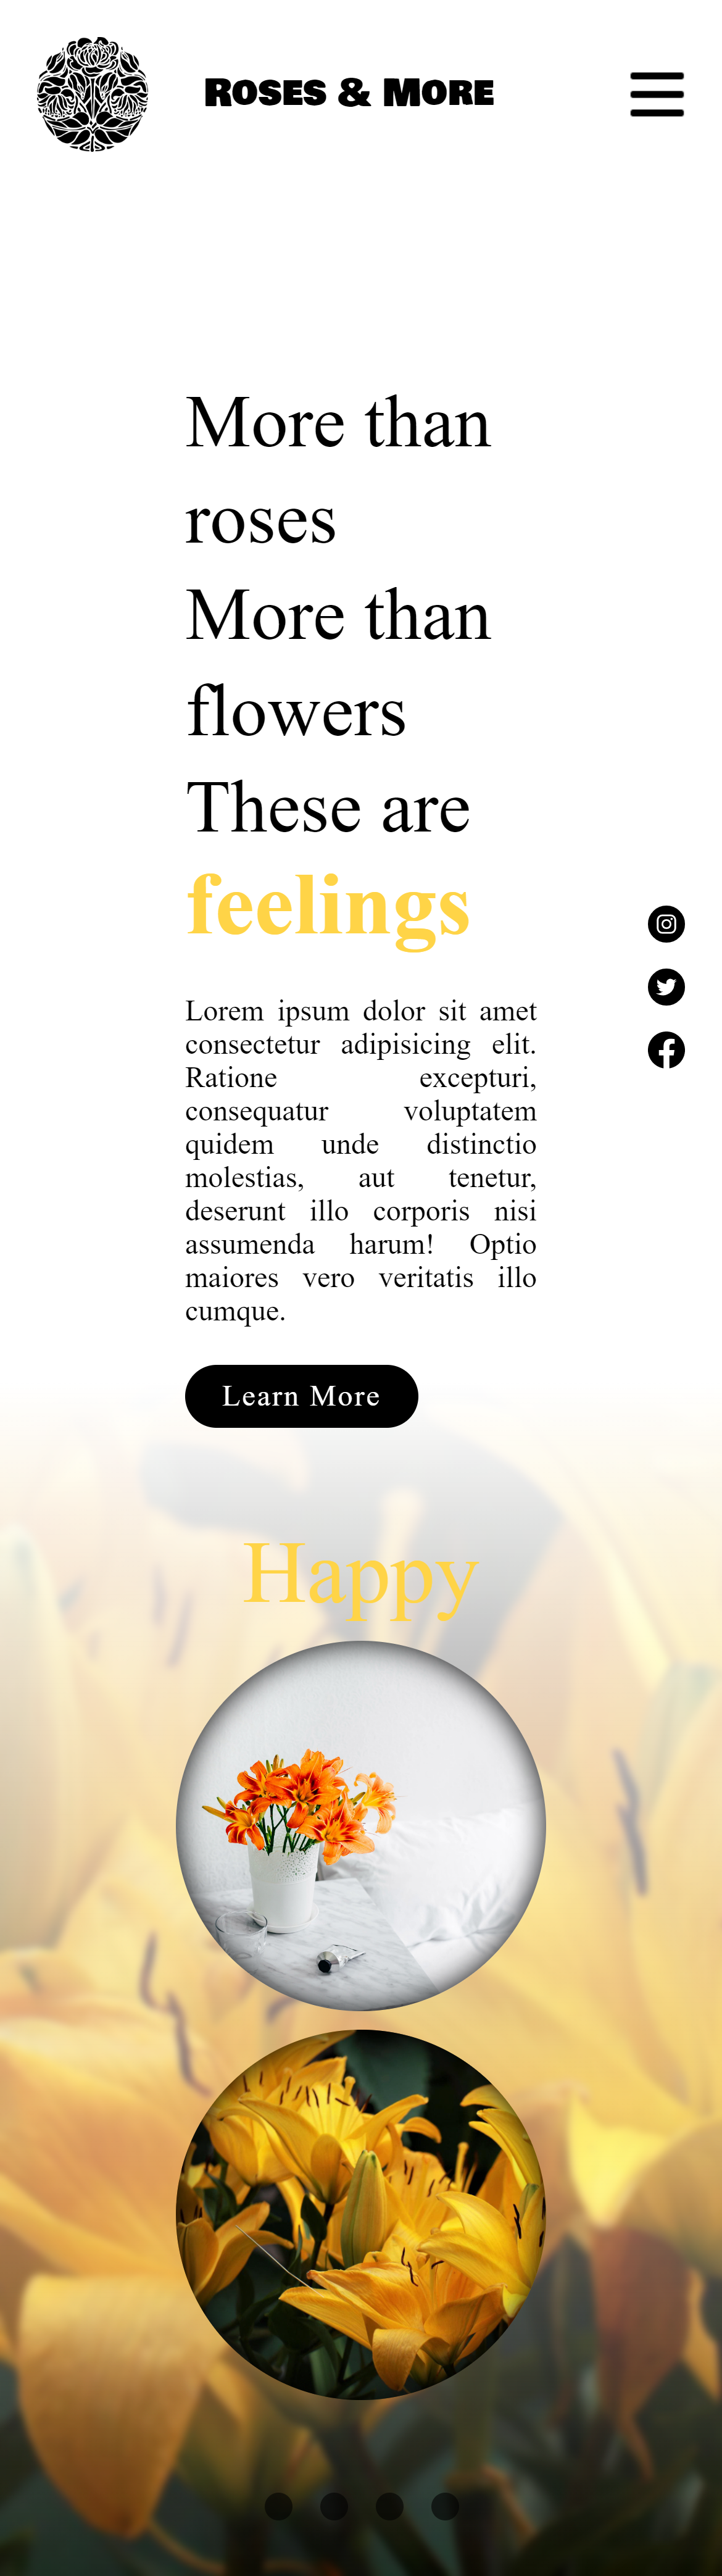 Roses & More
More than
roses
More than
flowers
These are
feelings
Lorem ipsum dolor sit amet
consectetur adipisicing elit.
Ratione excepturi,
consequatur voluptatem
quidem unde distinctio
molestias, aut tenetur,
deserunt illo corporis nisi
assumenda harum! Optio
maiores vero veritatis illo
cumque.
Learn More
Happy